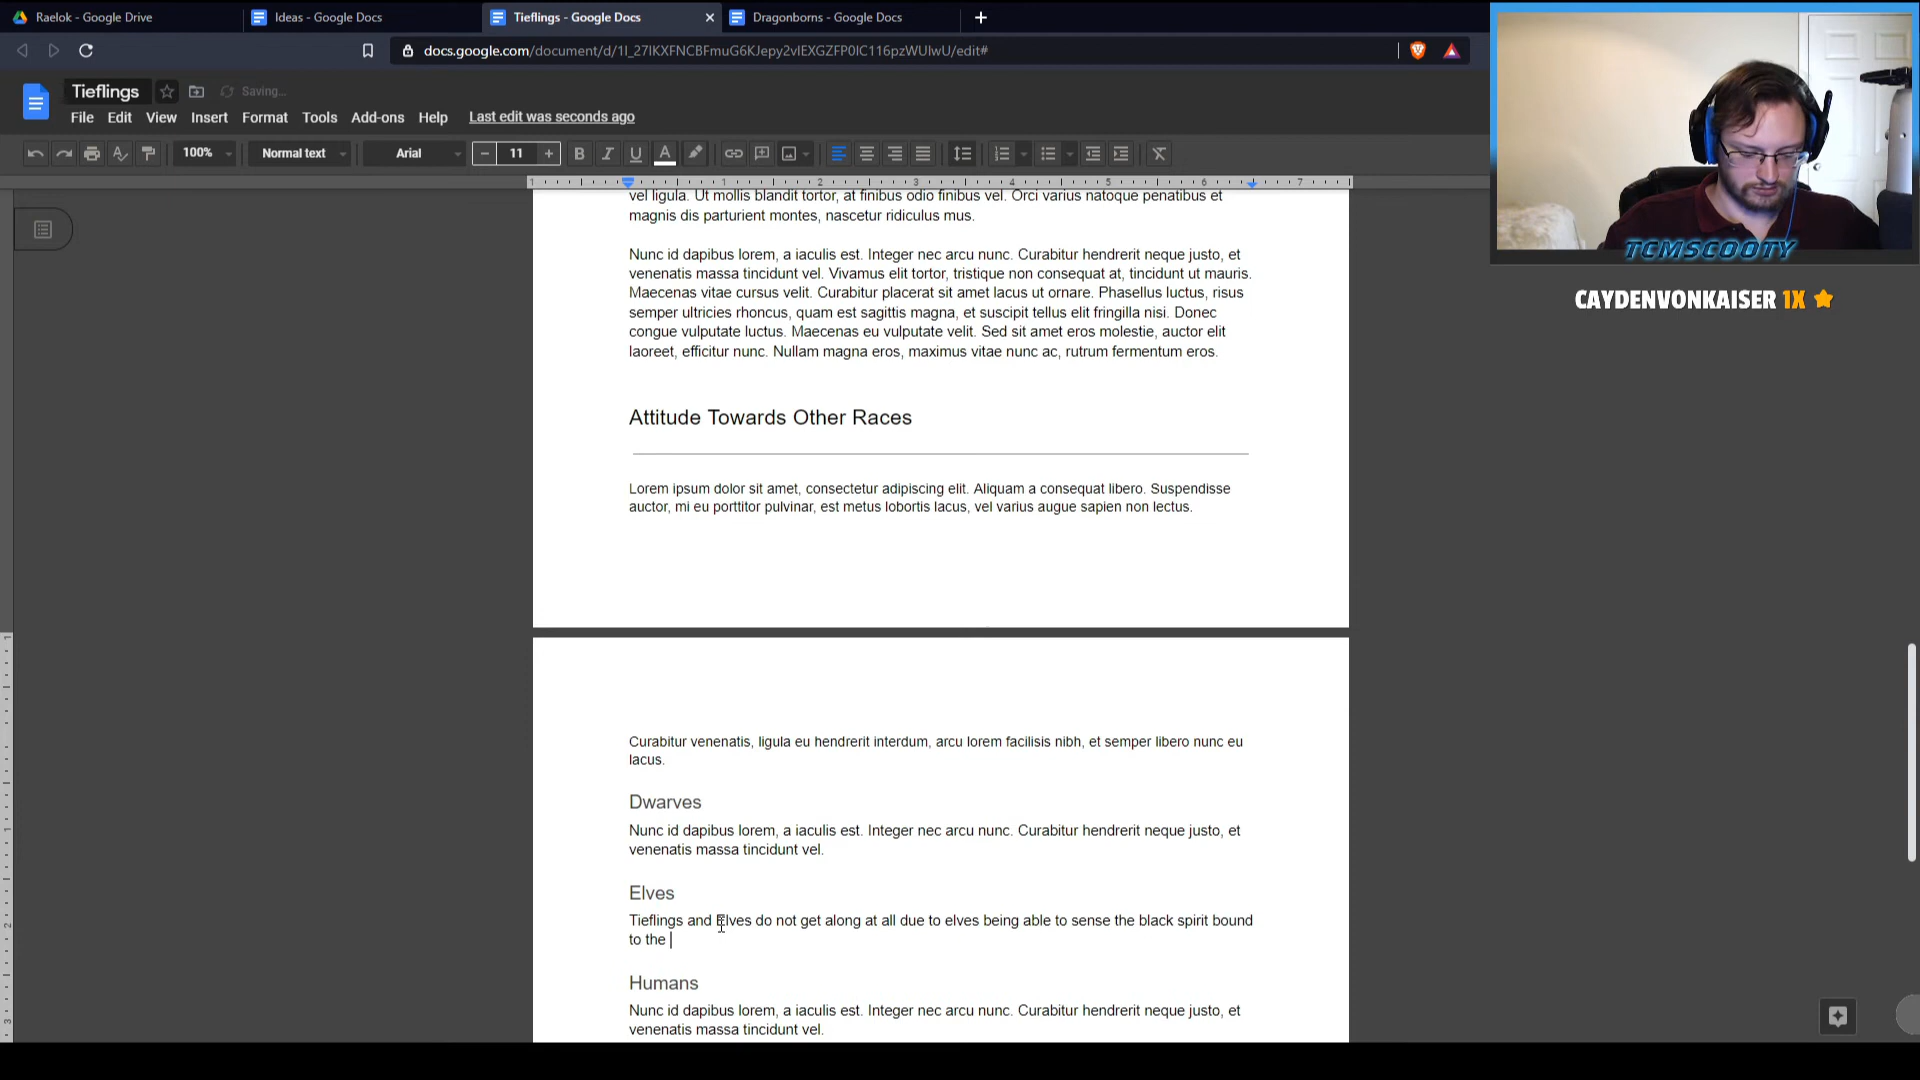 Raelok - Google Drive
Ideas - Google Docs
Tieflings - Google Docs
Dragonborns - Google Docs
docs.google.com/document/d/1I_27IKXFNCBFmuG6KJepy2vIEXGZFP0IC116pzWUIwU/edit#
Tieflings
Saving...
File Edit View Insert Format Tools Add-ons Help Last edit was seconds ago
100% Normal text Arial 11
1 1 2 3 4 5 6 7
vel ligula. Ut mollis blandit tortor, at finibus odio finibus vel. Orci varius natoque penatibus et
magnis dis parturient montes, nascetur ridiculus mus.
Nunc id dapibus lorem, a iaculis est. Integer nec arcu nunc. Curabitur hendrerit neque justo, et
venenatis massa tincidunt vel. Vivamus elit tortor, tristique non consequat at, tincidunt ut mauris.
Maecenas vitae cursus velit. Curabitur placerat sit amet lacus ut ornare. Phasellus luctus, risus
semper ultricies rhoncus, quam est sagittis magna, et suscipit tellus elit fringilla nisi. Donec
congue vulputate luctus. Maecenas eu vulputate velit. Sed sit amet eros molestie, auctor elit
laoreet, efficitur nunc. Nullam magna eros, maximus vitae nunc ac, rutrum fermentum eros.
Attitude Towards Other Races
Lorem ipsum dolor sit amet, consectetur adipiscing elit. Aliquam a consequat libero. Suspendisse
auctor, mi eu porttitor pulvinar, est metus lobortis lacus, vel varius augue sapien non lectus.
Curabitur venenatis, ligula eu hendrerit interdum, arcu lorem facilisis nibh, et semper libero nunc eu
lacus.
Dwarves
Nunc id dapibus lorem, a iaculis est. Integer nec arcu nunc. Curabitur hendrerit neque justo, et
venenatis massa tincidunt vel.
Elves
Tieflings and Elves do not get along at all due to elves being able to sense the black spirit bound
to the
Humans
Nunc id dapibus lorem, a iaculis est. Integer nec arcu nunc. Curabitur hendrerit neque justo, et
venenatis massa tincidunt vel.
TCMSCOOTY
CAYDENVONKAISER 1X